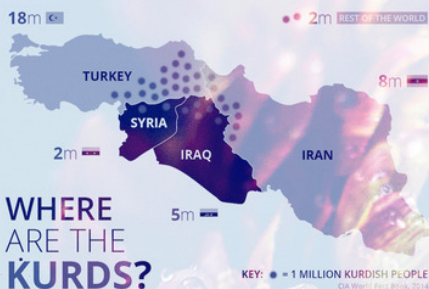 18m
2m REST OF THE WORLD
8m
TURKEY
SYRIA
2m
IRAQ
IRAN
5m
WHERE
ARE THE
KURDS?
KEY: = 1 MILLION KURDISH PEOPLE
CIA World Fact Book, 2014